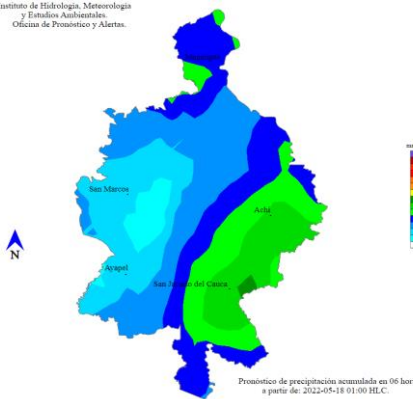 nstituto de Hidrología, Meteorología
y Estudios Ambientales.
Oficina de Pronóstico y Alertas.
San Marcos
Achí
Ayapel
San Jacinto del Cauca
N
Pronóstico de precipitación acumulada en 06 hor
a partir de: 2022-05-18 01:00 HLC.